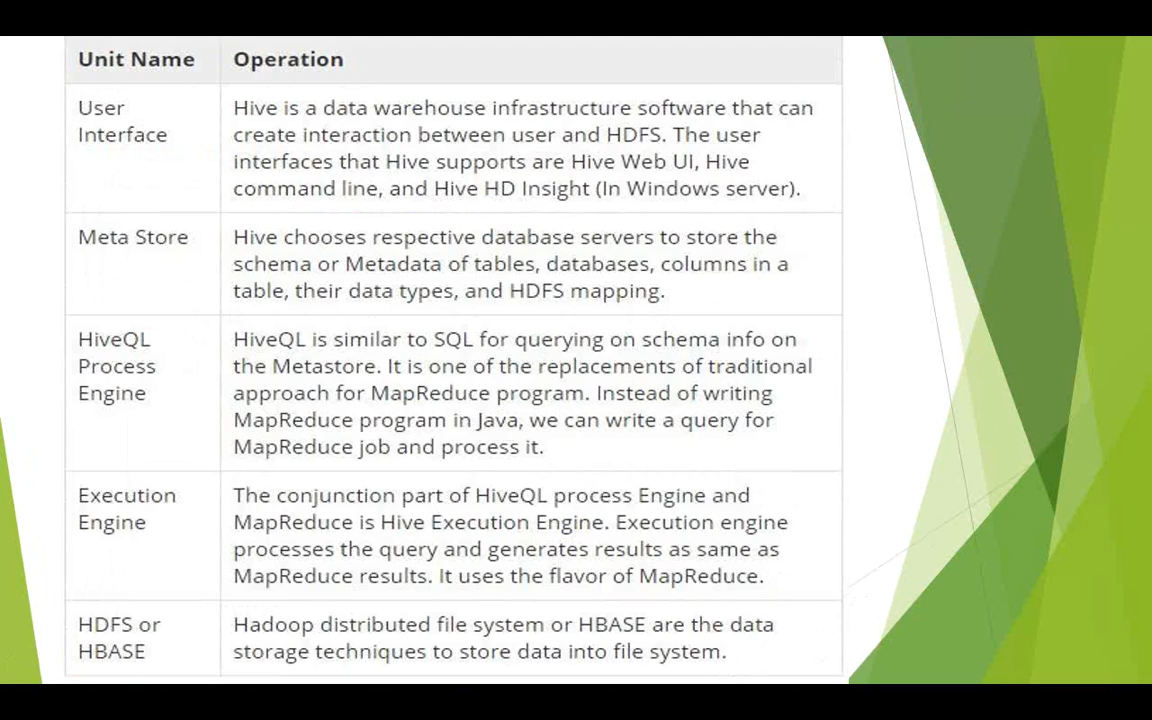 Unit Name Operation
User Hive is a data warehouse infrastructure software that can
Interface create interaction between user and HDFS. The user
interfaces that Hive supports are Hive Web UI, Hive
command line, and Hive HD Insight (In Windows server).
Meta Store Hive chooses respective database servers to store the
schema or Metadata of tables, databases, columns in a
table, their data types, and HDFS mapping.
HiveQL HiveQL is similar to SQL for querying on schema info on
Process the Metastore. It is one of the replacements of traditional
Engine approach for MapReduce program. Instead of writing
MapReduce program in Java, we can write a query for
MapReduce job and process it.
Execution The conjunction part of HiveQL process Engine and
Engine MapReduce is Hive Execution Engine. Execution engine
processes the query and generates results as same as
MapReduce results. It uses the flavor of MapReduce.
HDFS or Hadoop distributed file system or HBASE are the data
HBASE storage techniques to store data into file system.